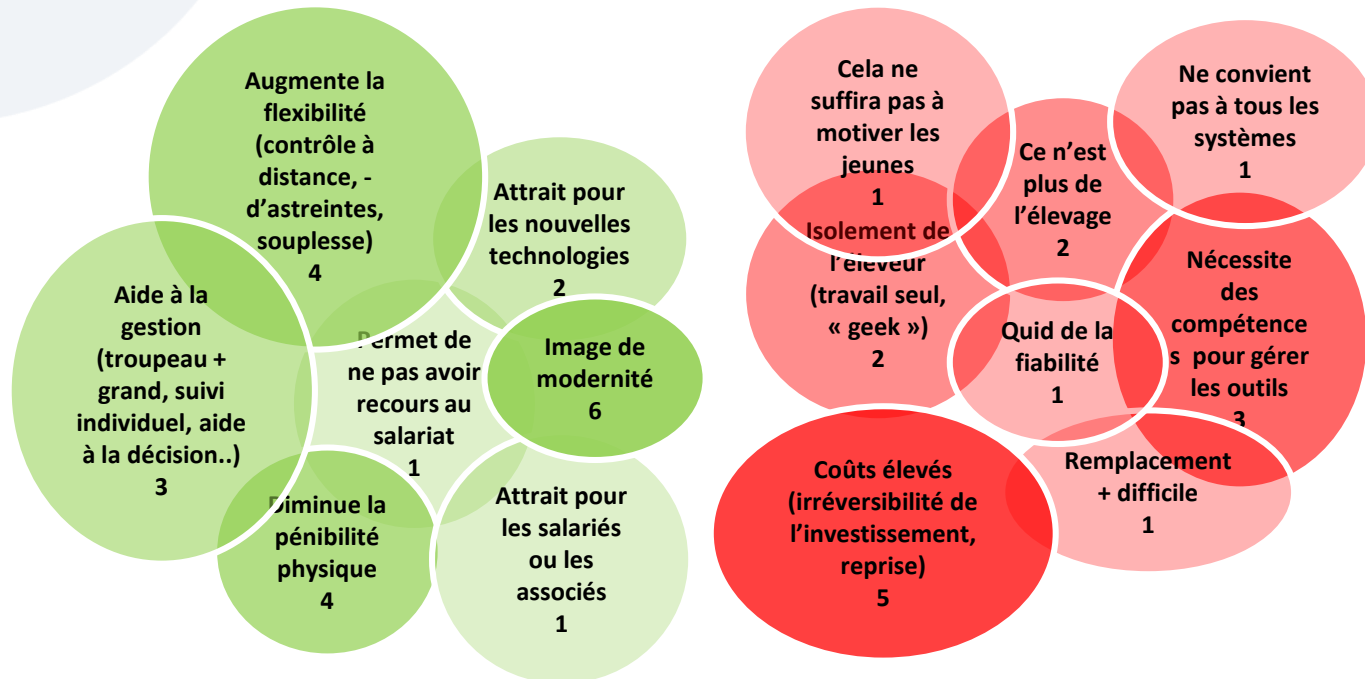 Augmente la
flexibilité
(contrôle à
distance, -
d'astreintes,
souplesse)
4
Attrait pour
les nouvelles
technologies
2
Aide à la
gestion
(troupeau +
grand, suivi
individuel, aide
à la décision..)
3
Permet de
ne pas avoir
recours au
salariat
1
Image de
modernité
6
Diminue la
pénibilité
physique
4
Attrait pour
les salariés
ou les
associés
1
Cela ne
suffira pas à
motiver les
jeunes
1
Ce n'est
plus de
l'élevage
2
Ne convient
pas à tous les
systèmes
1
Isolement de
l'éleveur
(travail seul,
« geek »)
2
Quid de la
fiabilité
1
Nécessite
des
compétence
s pour gérer
les outils
3
Coûts élevés
(irréversibilité de
l'investissement,
reprise)
5
Remplacement
+ difficile
1